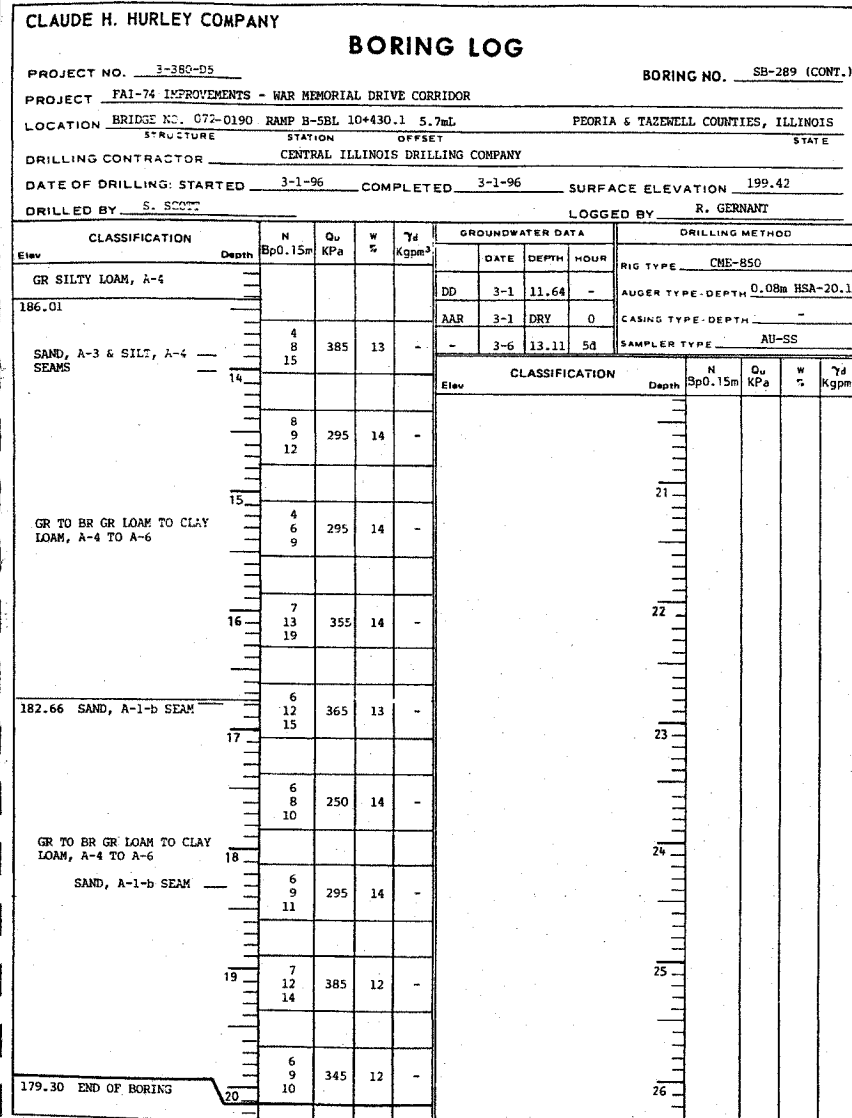 CLAUDE H. HURLEY COMPANY
BORING LOG
PROJECT NO. 3-380-D5 BORING NO. SB-289 (CONT.)
PROJECT FAI-74 IMPROVEMENTS - WAR MEMORIAL DRIVE CORRIDOR
LOCATION BRIDGE NO. 072-0190 RAMP B-SBL 10+430.1 5.7mL PEORIA & TAZEWELL COUNTIES, ILLINOIS
STRUCTURE STATION OFFSET STATE
DRILLING CONTRACTOR CENTRAL ILLINOIS DRILLING COMPANY
DATE OF DRILLING: STARTED 3-1-96 COMPLETED 3-1-96 SURFACE ELEVATION 199.42
DRILLED BY S. SCOTT LOGGED BY R. GERNANT
CLASSIFICATION N Qu w γd
Elev Depth Bp0.15m KPa % Kgpm³
GR SILTY LOAM, A-4
186.01
4
8 385 13 -
15
SAND, A-3 & SILT, A-4
SEAMS
14
8
9 295 14 -
12
15
4
6 295 14 -
9
GR TO BR GR LOAM TO CLAY
LOAM, A-4 TO A-6
7
16 13 355 14 -
19
6
182.66 SAND, A-1-b SEAM 12 365 13 -
15
17
6
8 250 14 -
10
GR TO BR GR LOAM TO CLAY
LOAM, A-4 TO A-6 18
SAND, A-1-b SEAM 6
9 295 14 -
11
19 7
12 385 12 -
14
6
9 345 12 -
10
179.30 END OF BORING 20
GROUNDWATER DATA
DATE DEPTH HOUR
DD 3-1 11.64 -
AAR 3-1 DRY 0
- 3-6 13.11 5d
DRILLING METHOD
RIG TYPE CME-850
AUGER TYPE-DEPTH 0.08m HSA-20.1
CASING TYPE-DEPTH -
SAMPLER TYPE AU-SS
CLASSIFICATION N Qu w γd
Elev Depth Bp0.15m KPa % Kgpm
21
22
23
24
25
26